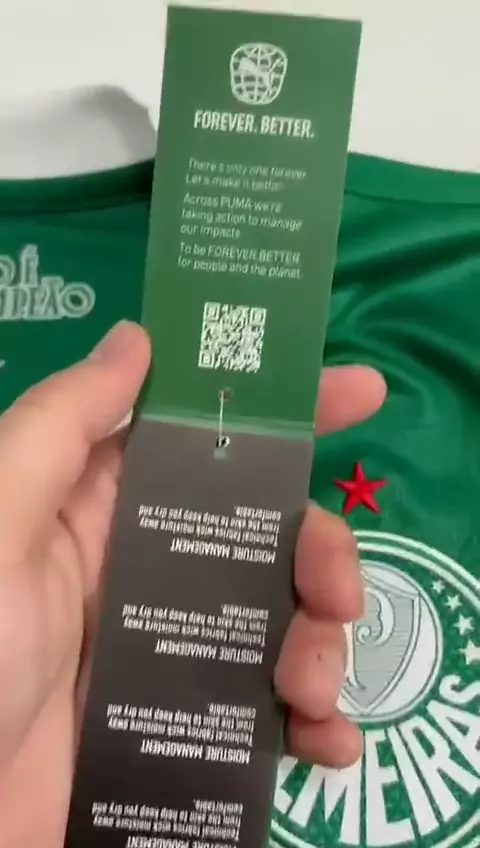 FOREVER. BETTER.
There's only one forever.
Let's make it better.
Across PUMA we're
taking action to manage
our impacts.
To be FOREVER.BETTER.
for people and the planet.
O É
MPEÃO
MOISTURE MANAGEMENT
Technical fabrics wick moisture away
from the skin to help keep you dry and
comfortable.
MOISTURE MANAGEMENT
Technical fabrics wick moisture away
from the skin to help keep you dry and
comfortable.
MOISTURE MANAGEMENT
Technical fabrics wick moisture away
from the skin to help keep you dry and
comfortable.
MOISTURE MANAGEMENT
Technical fabrics wick moisture away
from the skin to help keep you dry and
comfortable.
P
LMEIRAS